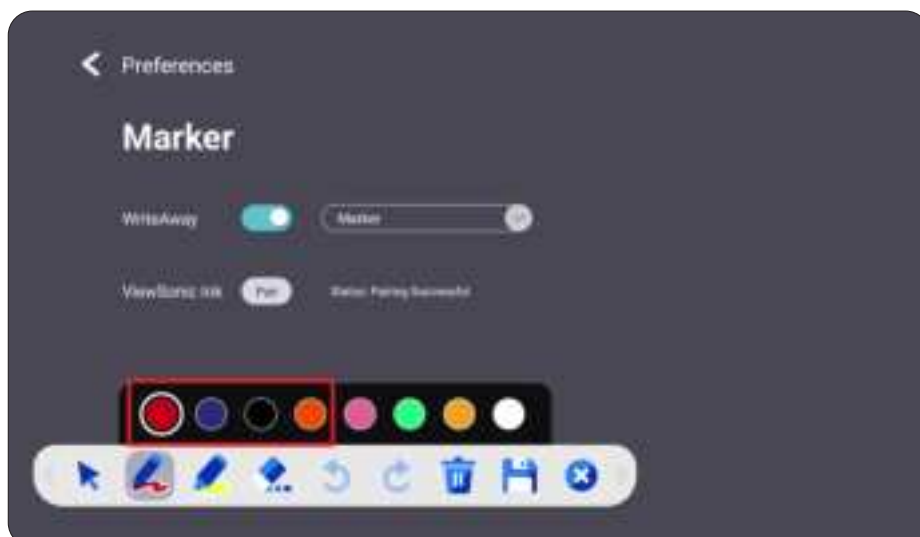 Preferences
Marker
WriteAway Marker
ViewSonic Ink Pair Status: Pairing Successful